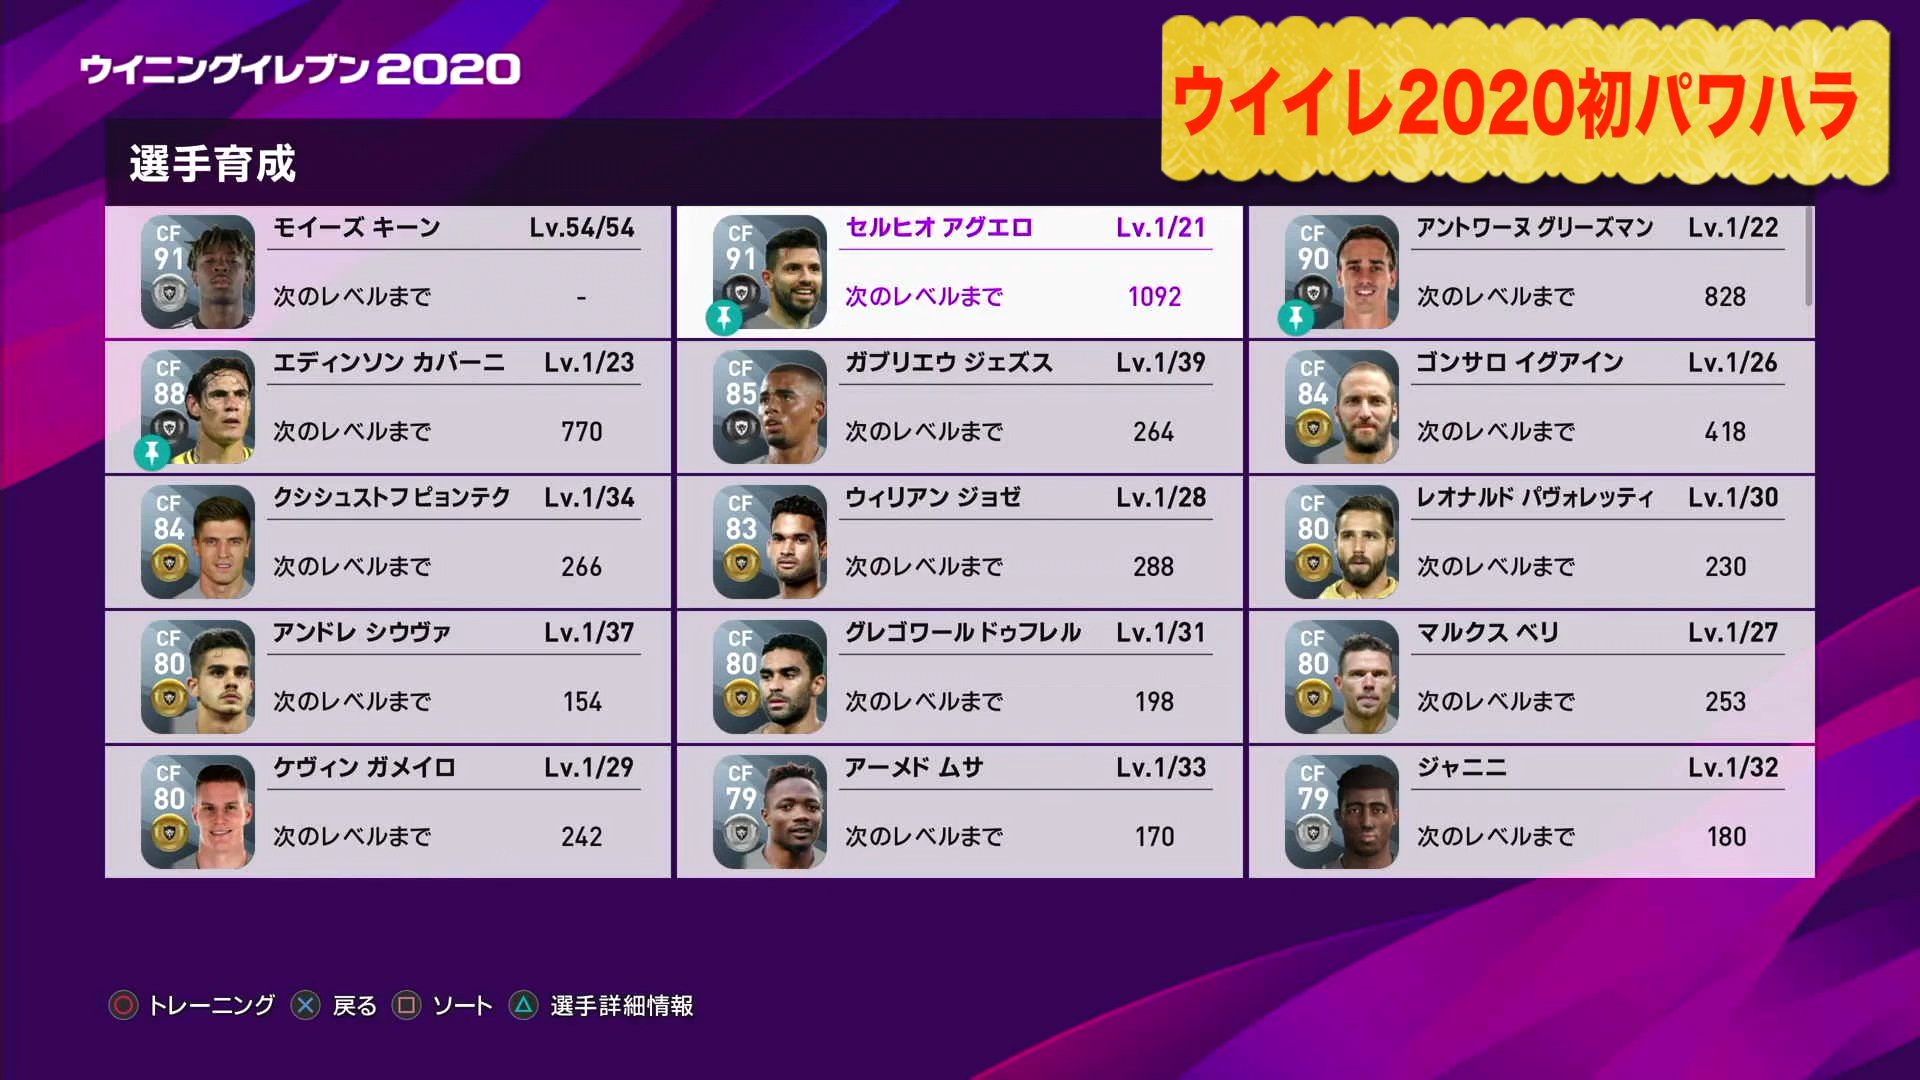 ウイニングイレブン2020
ウイイレ2020初パワハラ
選手育成
CF 91 モイーズ キーン Lv.54/54
次のレベルまで -
CF 91 セルヒオ アグエロ Lv.1/21
次のレベルまで 1092
CF 90 アントワーヌ グリーズマン Lv.1/22
次のレベルまで 828
CF 88 エディンソン カバーニ Lv.1/23
次のレベルまで 770
CF 85 ガブリエウ ジェズス Lv.1/39
次のレベルまで 264
CF 84 ゴンサロ イグアイン Lv.1/26
次のレベルまで 418
CF 84 クシシュストフ ピョンテク Lv.1/34
次のレベルまで 266
CF 83 ウィリアン ジョゼ Lv.1/28
次のレベルまで 288
CF 80 レオナルド パヴォレッティ Lv.1/30
次のレベルまで 230
CF 80 アンドレ シウヴァ Lv.1/37
次のレベルまで 154
CF 80 グレゴワール ドゥフレル Lv.1/31
次のレベルまで 198
CF 80 マルクス ベリ Lv.1/27
次のレベルまで 253
CF 80 ケヴィン ガメイロ Lv.1/29
次のレベルまで 242
CF 79 アーメド ムサ Lv.1/33
次のレベルまで 170
CF 79 ジャニニ Lv.1/32
次のレベルまで 180
トレーニング 戻る ソート 選手詳細情報